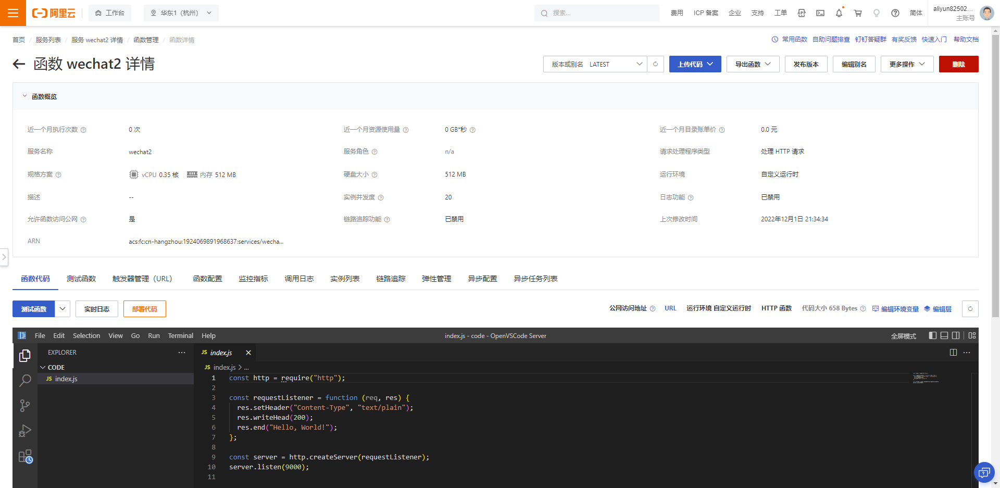 阿里云 工作台 华东1（杭州） 搜索... 费用 ICP 备案 企业 支持 工单 简体 aliyun82502... 主账号
首页 / 服务列表 / 服务 wechat2 详情 / 函数管理 / 函数详情 常用函数 自助问题排查 钉钉答疑群 有奖反馈 快速入门 帮助文档
函数 wechat2 详情 版本或别名 LATEST 上传代码 导出函数 发布版本 编辑别名 更多操作 删除
函数概览
近一个月执行次数 0 次 近一个月资源使用量 0 GB*秒 近一个月目录账单价 0.0 元
服务名称 wechat2 服务角色 n/a 请求处理程序类型 处理 HTTP 请求
规格方案 vCPU 0.35 核 内存 512 MB 硬盘大小 512 MB 运行环境 自定义运行时
描述 -- 实例并发度 20 日志功能 已禁用
允许函数访问公网 是 链路追踪功能 已禁用 上次修改时间 2022年12月1日 21:34:34
ARN acs:fc:cn-hangzhou:1924069891968637:services/wecha...
函数代码 测试函数 触发器管理（URL） 函数配置 监控指标 调用日志 实例列表 链路追踪 弹性管理 异步配置 异步任务列表
测试函数 实时日志 部署代码 公网访问地址 URL 运行环境 自定义运行时 HTTP 函数 代码大小 658 Bytes 编辑环境变量 编辑层
File Edit Selection View Go Run Terminal Help index.js - code - OpenVSCode Server 全屏模式
EXPLORER ... JS index.js
CODE JS index.js > ...
JS index.js
1 const http = require("http");
2
3 const requestListener = function (req, res) {
4 res.setHeader("Content-Type", "text/plain");
5 res.writeHead(200);
6 res.end("Hello, World!");
7 };
8
9 const server = http.createServer(requestListener);
10 server.listen(9000);
11